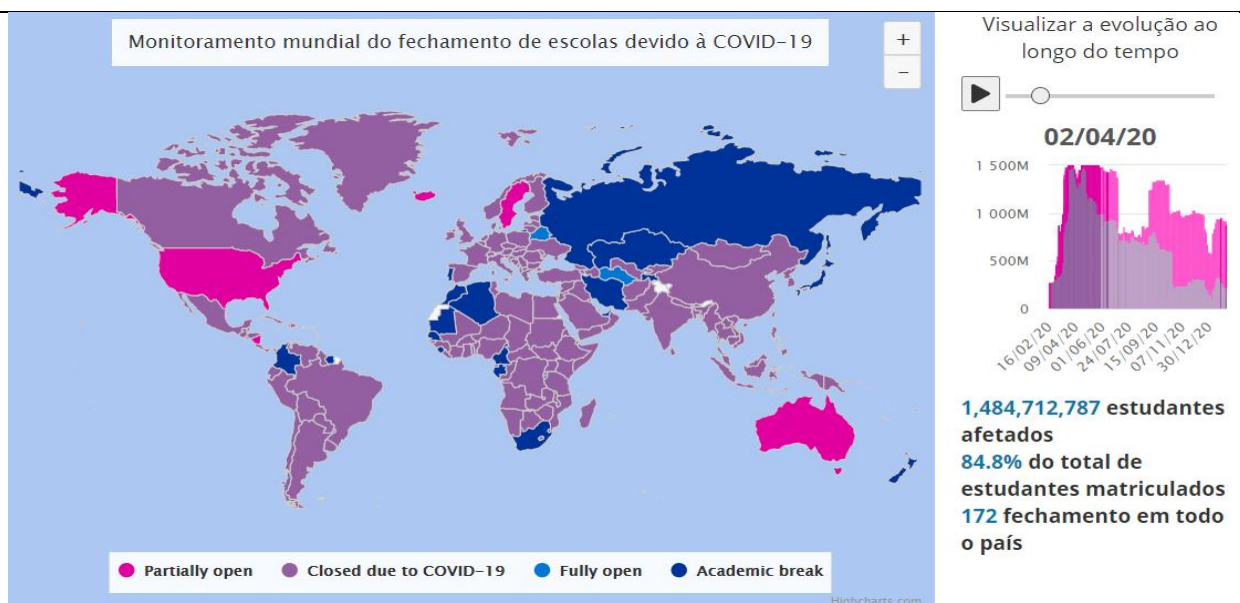 Monitoramento mundial do fechamento de escolas devido à COVID-19
+
−
Partially open
Closed due to COVID-19
Fully open
Academic break
Highcharts.com
Visualizar a evolução ao
longo do tempo
02/04/20
1 500M
1 000M
500M
0
16/02/20
09/04/20
01/06/20
24/07/20
15/09/20
07/11/20
30/12/20
1,484,712,787 estudantes
afetados
84.8% do total de
estudantes matriculados
172 fechamento em todo
o país